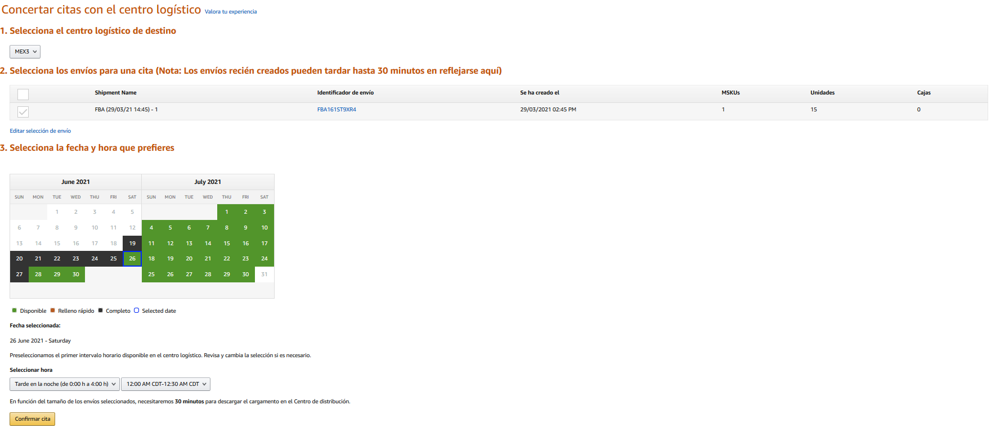 Concertar citas con el centro logístico Valora tu experiencia
1. Selecciona el centro logístico de destino
MEX3
2. Selecciona los envíos para una cita (Nota: Los envíos recién creados pueden tardar hasta 30 minutos en reflejarse aquí)
Shipment Name Identificador de envío Se ha creado el MSKUs Unidades Cajas
FBA (29/03/21 14:45) - 1 FBA161ST9XR4 29/03/2021 02:45 PM 1 15 0
Editar selección de envío
3. Selecciona la fecha y hora que prefieres
June 2021 July 2021
SUN MON TUE WED THU FRI SAT SUN MON TUE WED THU FRI SAT
1 2 3 4 5 1 2 3
6 7 8 9 10 11 12 4 5 6 7 8 9 10
13 14 15 16 17 18 19 11 12 13 14 15 16 17
20 21 22 23 24 25 26 18 19 20 21 22 23 24
27 28 29 30 25 26 27 28 29 30 31
Disponible Relleno rápido Completo Selected date
Fecha seleccionada:
26 June 2021 - Saturday
Preseleccionamos el primer intervalo horario disponible en el centro logístico. Revisa y cambia la selección si es necesario.
Seleccionar hora
Tarde en la noche (de 0:00 h a 4:00 h) 12:00 AM CDT-12:30 AM CDT
En función del tamaño de los envíos seleccionados, necesitaremos 30 minutos para descargar el cargamento en el Centro de distribución.
Confirmar cita